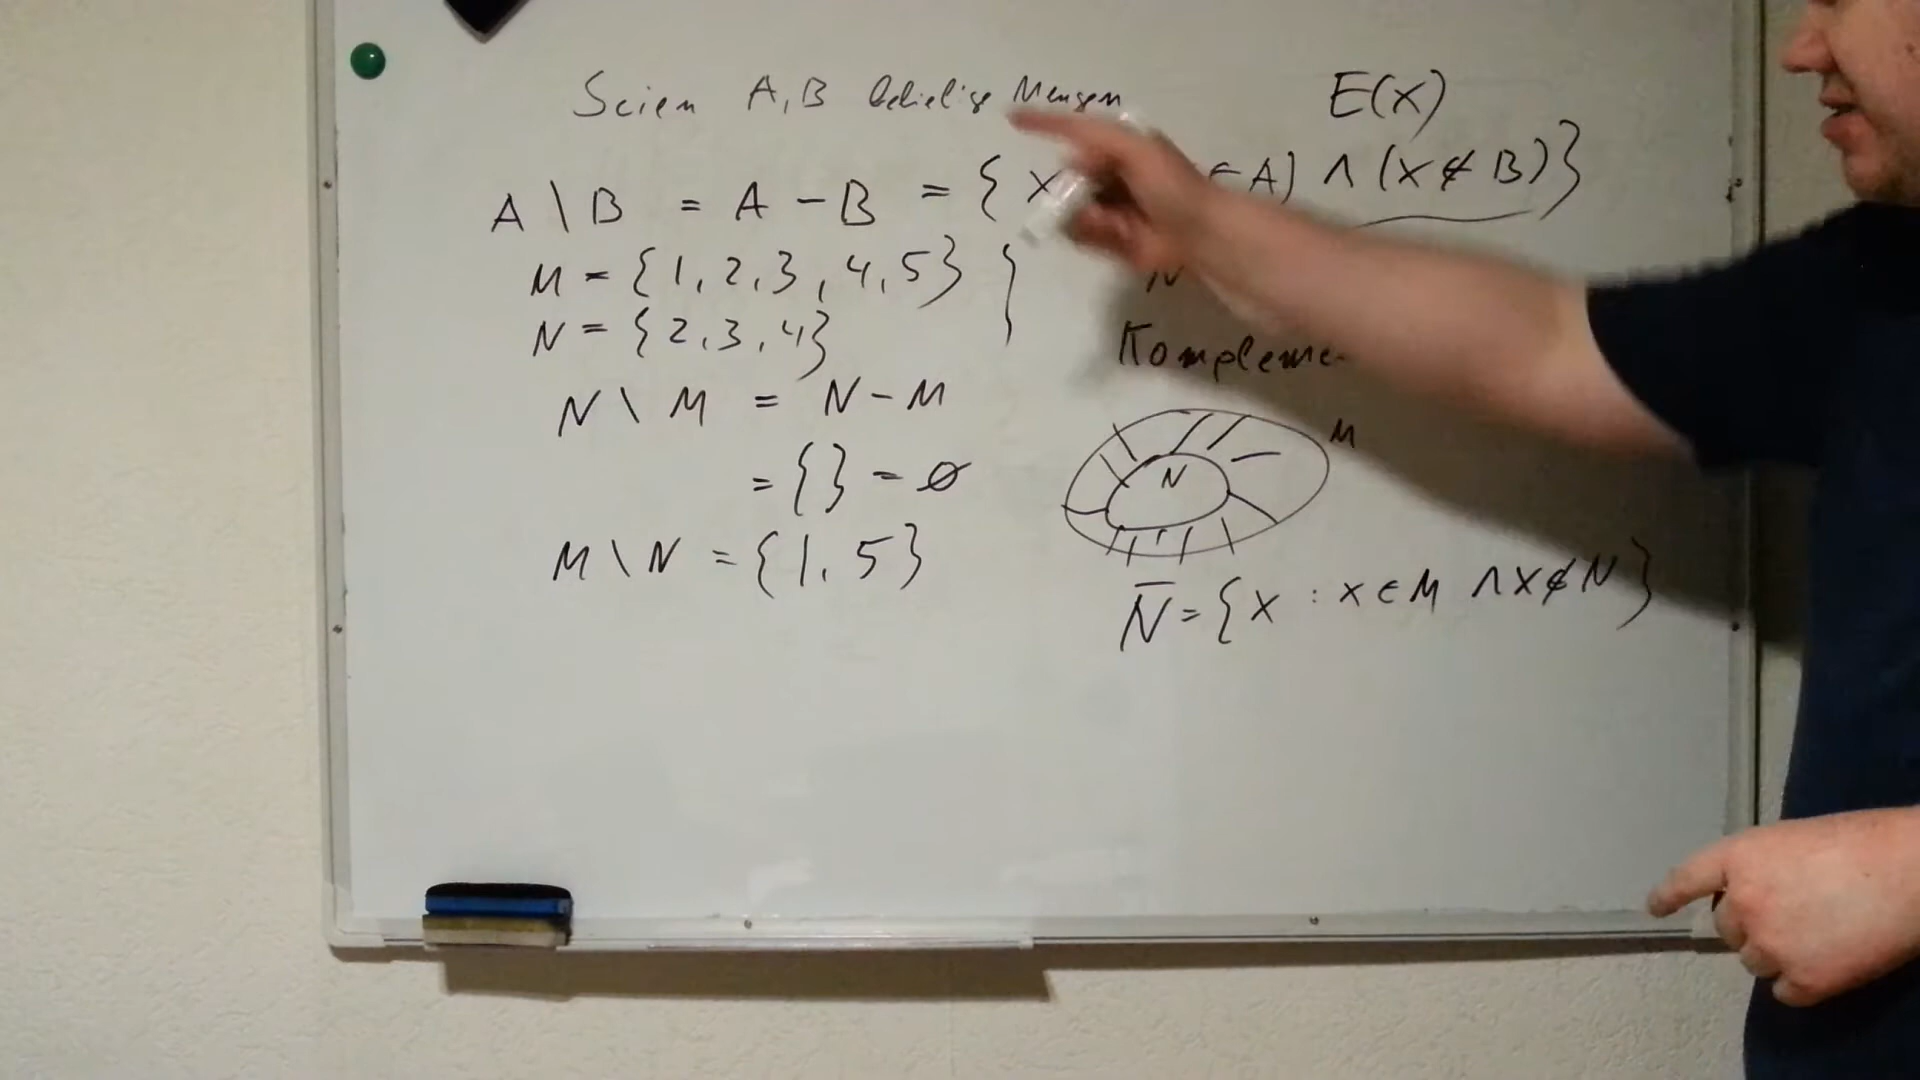 Seien A, B beliebige Mengen
E(x)
A \ B = A - B = { x ∈ A) ∧ (x ∉ B)}
M = {1, 2, 3, 4, 5}
N
N = {2, 3, 4}
Kompleme
N \ M = N - M
M
N
= {} = ∅
M \ N = {1, 5}
N̅ = {x : x ∈ M ∧ x ∉ N}